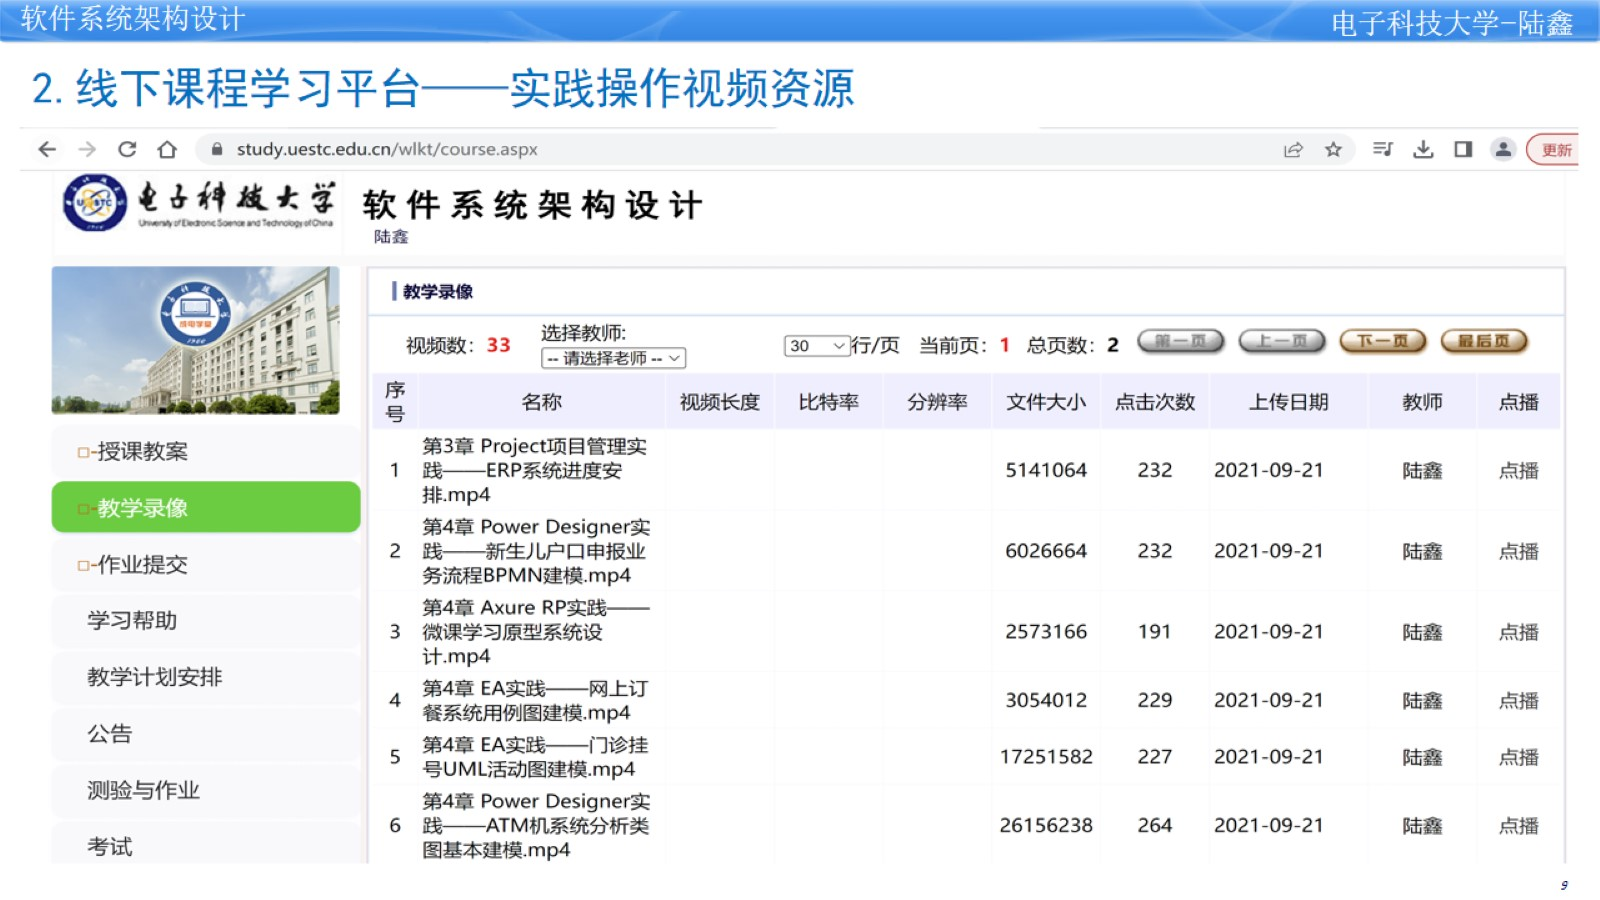 软件系统架构设计
电子科技大学-陆鑫
2. 线下课程学习平台——实践操作视频资源
study.uestc.edu.cn/wlkt/course.aspx
更新
电子科技大学
University of Electronic Science and Technology of China
软件系统架构设计
陆鑫
教学录像
视频数: 33
选择教师:
-- 请选择老师 --
30 行/页 当前页: 1 总页数: 2 第一页 上一页 下一页 最后页
序号 名称 视频长度 比特率 分辨率 文件大小 点击次数 上传日期 教师 点播
1 第3章 Project项目管理实
践——ERP系统进度安
排.mp4 5141064 232 2021-09-21 陆鑫 点播
2 第4章 Power Designer实
践——新生儿户口申报业
务流程BPMN建模.mp4 6026664 232 2021-09-21 陆鑫 点播
3 第4章 Axure RP实践——
微课学习原型系统设
计.mp4 2573166 191 2021-09-21 陆鑫 点播
4 第4章 EA实践——网上订
餐系统用例图建模.mp4 3054012 229 2021-09-21 陆鑫 点播
5 第4章 EA实践——门诊挂
号UML活动图建模.mp4 17251582 227 2021-09-21 陆鑫 点播
6 第4章 Power Designer实
践——ATM机系统分析类
图基本建模.mp4 26156238 264 2021-09-21 陆鑫 点播
-授课教案
-教学录像
-作业提交
学习帮助
教学计划安排
公告
测验与作业
考试
9